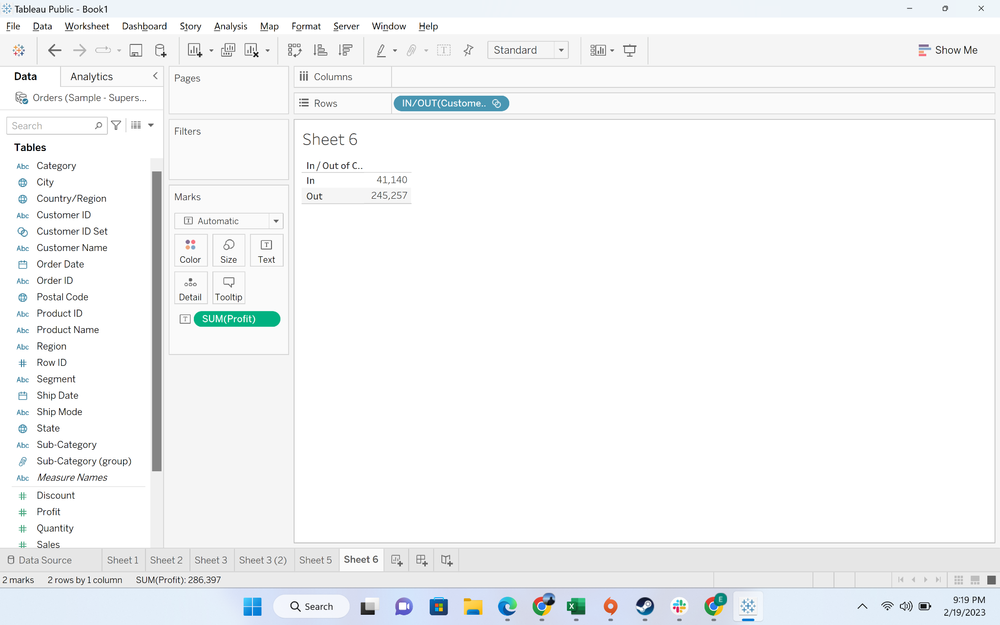 Tableau Public - Book1
File Data Worksheet Dashboard Story Analysis Map Format Server Window Help
Standard
Show Me
Data Analytics
Orders (Sample - Supers...
Search
Tables
Abc Category
City
Country/Region
Abc Customer ID
Customer ID Set
Abc Customer Name
Order Date
Abc Order ID
Postal Code
Abc Product ID
Abc Product Name
Abc Region
# Row ID
Abc Segment
Ship Date
Abc Ship Mode
State
Abc Sub-Category
Sub-Category (group)
Abc Measure Names
# Discount
# Profit
# Quantity
# Sales
Pages
Filters
Marks
T Automatic
Color Size T Text
Detail Tooltip
T SUM(Profit)
Columns
Rows IN/OUT(Custome..
Sheet 6
In / Out of C..
In 41,140
Out 245,257
Data Source Sheet 1 Sheet 2 Sheet 3 Sheet 3 (2) Sheet 5 Sheet 6
2 marks 2 rows by 1 column SUM(Profit): 286,397
Search
X
E
9:19 PM
2/19/2023